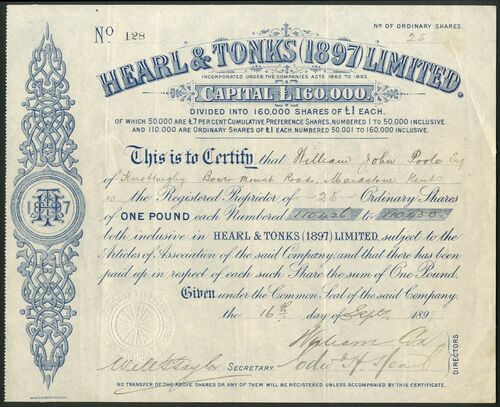 Nº OF ORDINARY SHARES
25
Nº 128
HEARL & TONKS (1897) LIMITED.
INCORPORATED UNDER THE COMPANIES ACTS 1862 TO 1893.
CAPITAL £160,000.
DIVIDED INTO 160,000 SHARES OF £1 EACH.
OF WHICH 50,000 ARE £7 PER CENT CUMULATIVE PREFERENCE SHARES, NUMBERED 1 TO 50,000 INCLUSIVE.
AND 110,000 ARE ORDINARY SHARES OF £1 EACH, NUMBERED 50,001 TO 160,000 INCLUSIVE.
This is to Certify that William John Poole Esq
of Bower Mount Road, Maidstone Kent
is the Registered Proprietor of 25 Ordinary Shares
of ONE POUND each Numbered 110426 to 110450
both inclusive in HEARL & TONKS (1897) LIMITED, subject to the
Articles of Association of the said Company and that there has been
paid up in respect of each such Share the sum of One Pound.
Given under the Common Seal of the said Company.
the 16th day of Sept 189
William
DIRECTORS.
Will S Taylor SECRETARY.
NO TRANSFER OF THE ABOVE SHARES OR ANY OF THEM WILL BE REGISTERED UNLESS ACCOMPANIED BY THIS CERTIFICATE.